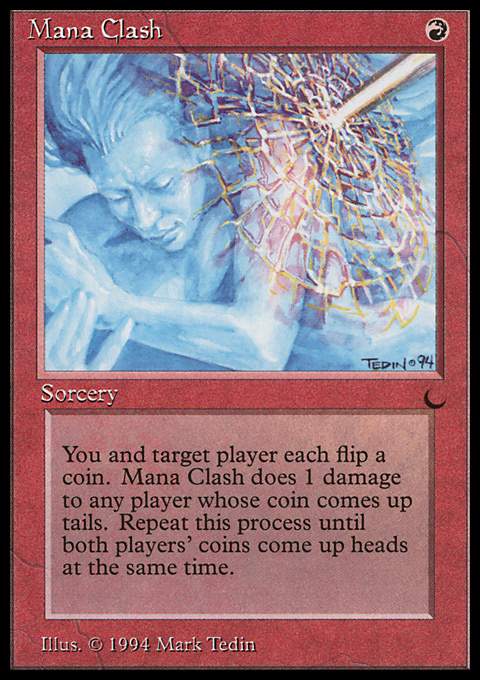 Mana Clash
TEDIN © 94
Sorcery
You and target player each flip a
coin. Mana Clash does 1 damage
to any player whose coin comes up
tails. Repeat this process until
both players' coins come up heads
at the same time.
Illus. © 1994 Mark Tedin